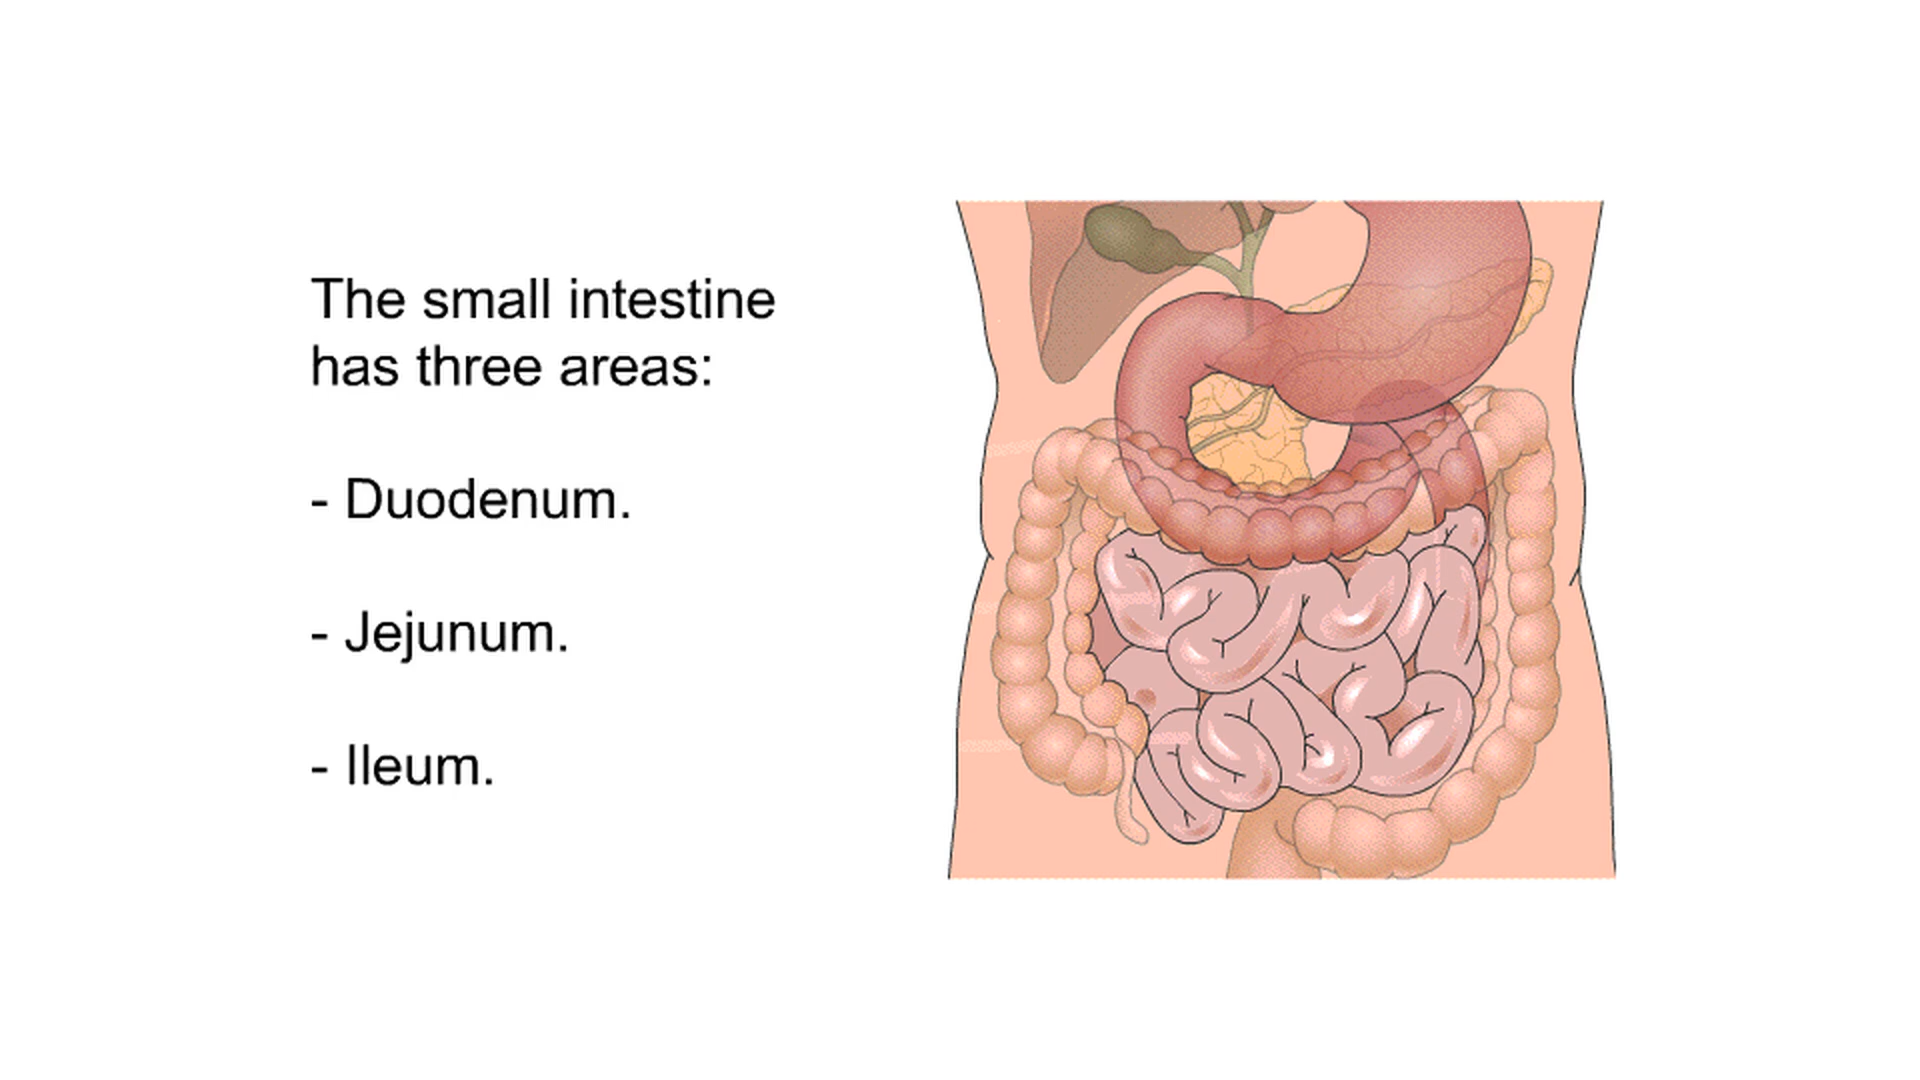 The small intestine
has three areas:
- Duodenum.
- Jejunum.
- Ileum.